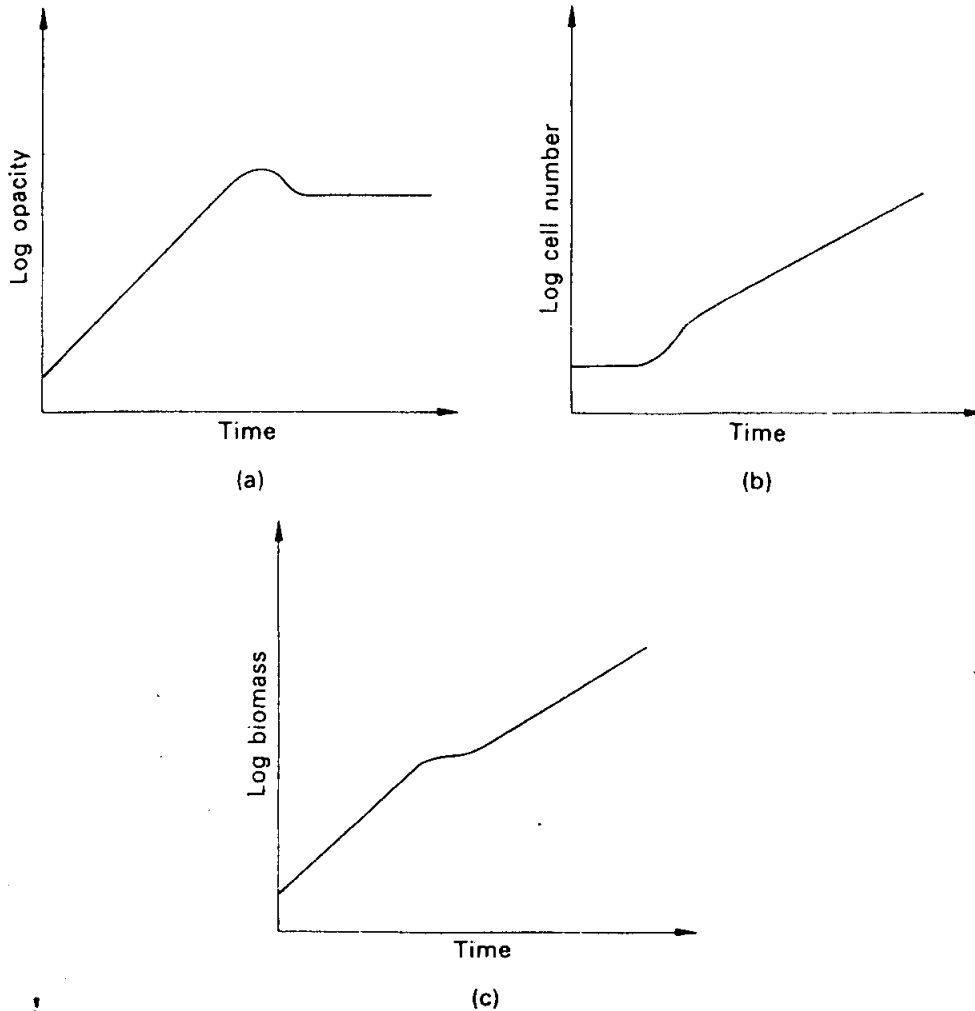 Log opacity
Time
(a)
Log cell number
Time
(b)
Log biomass
Time
(c)